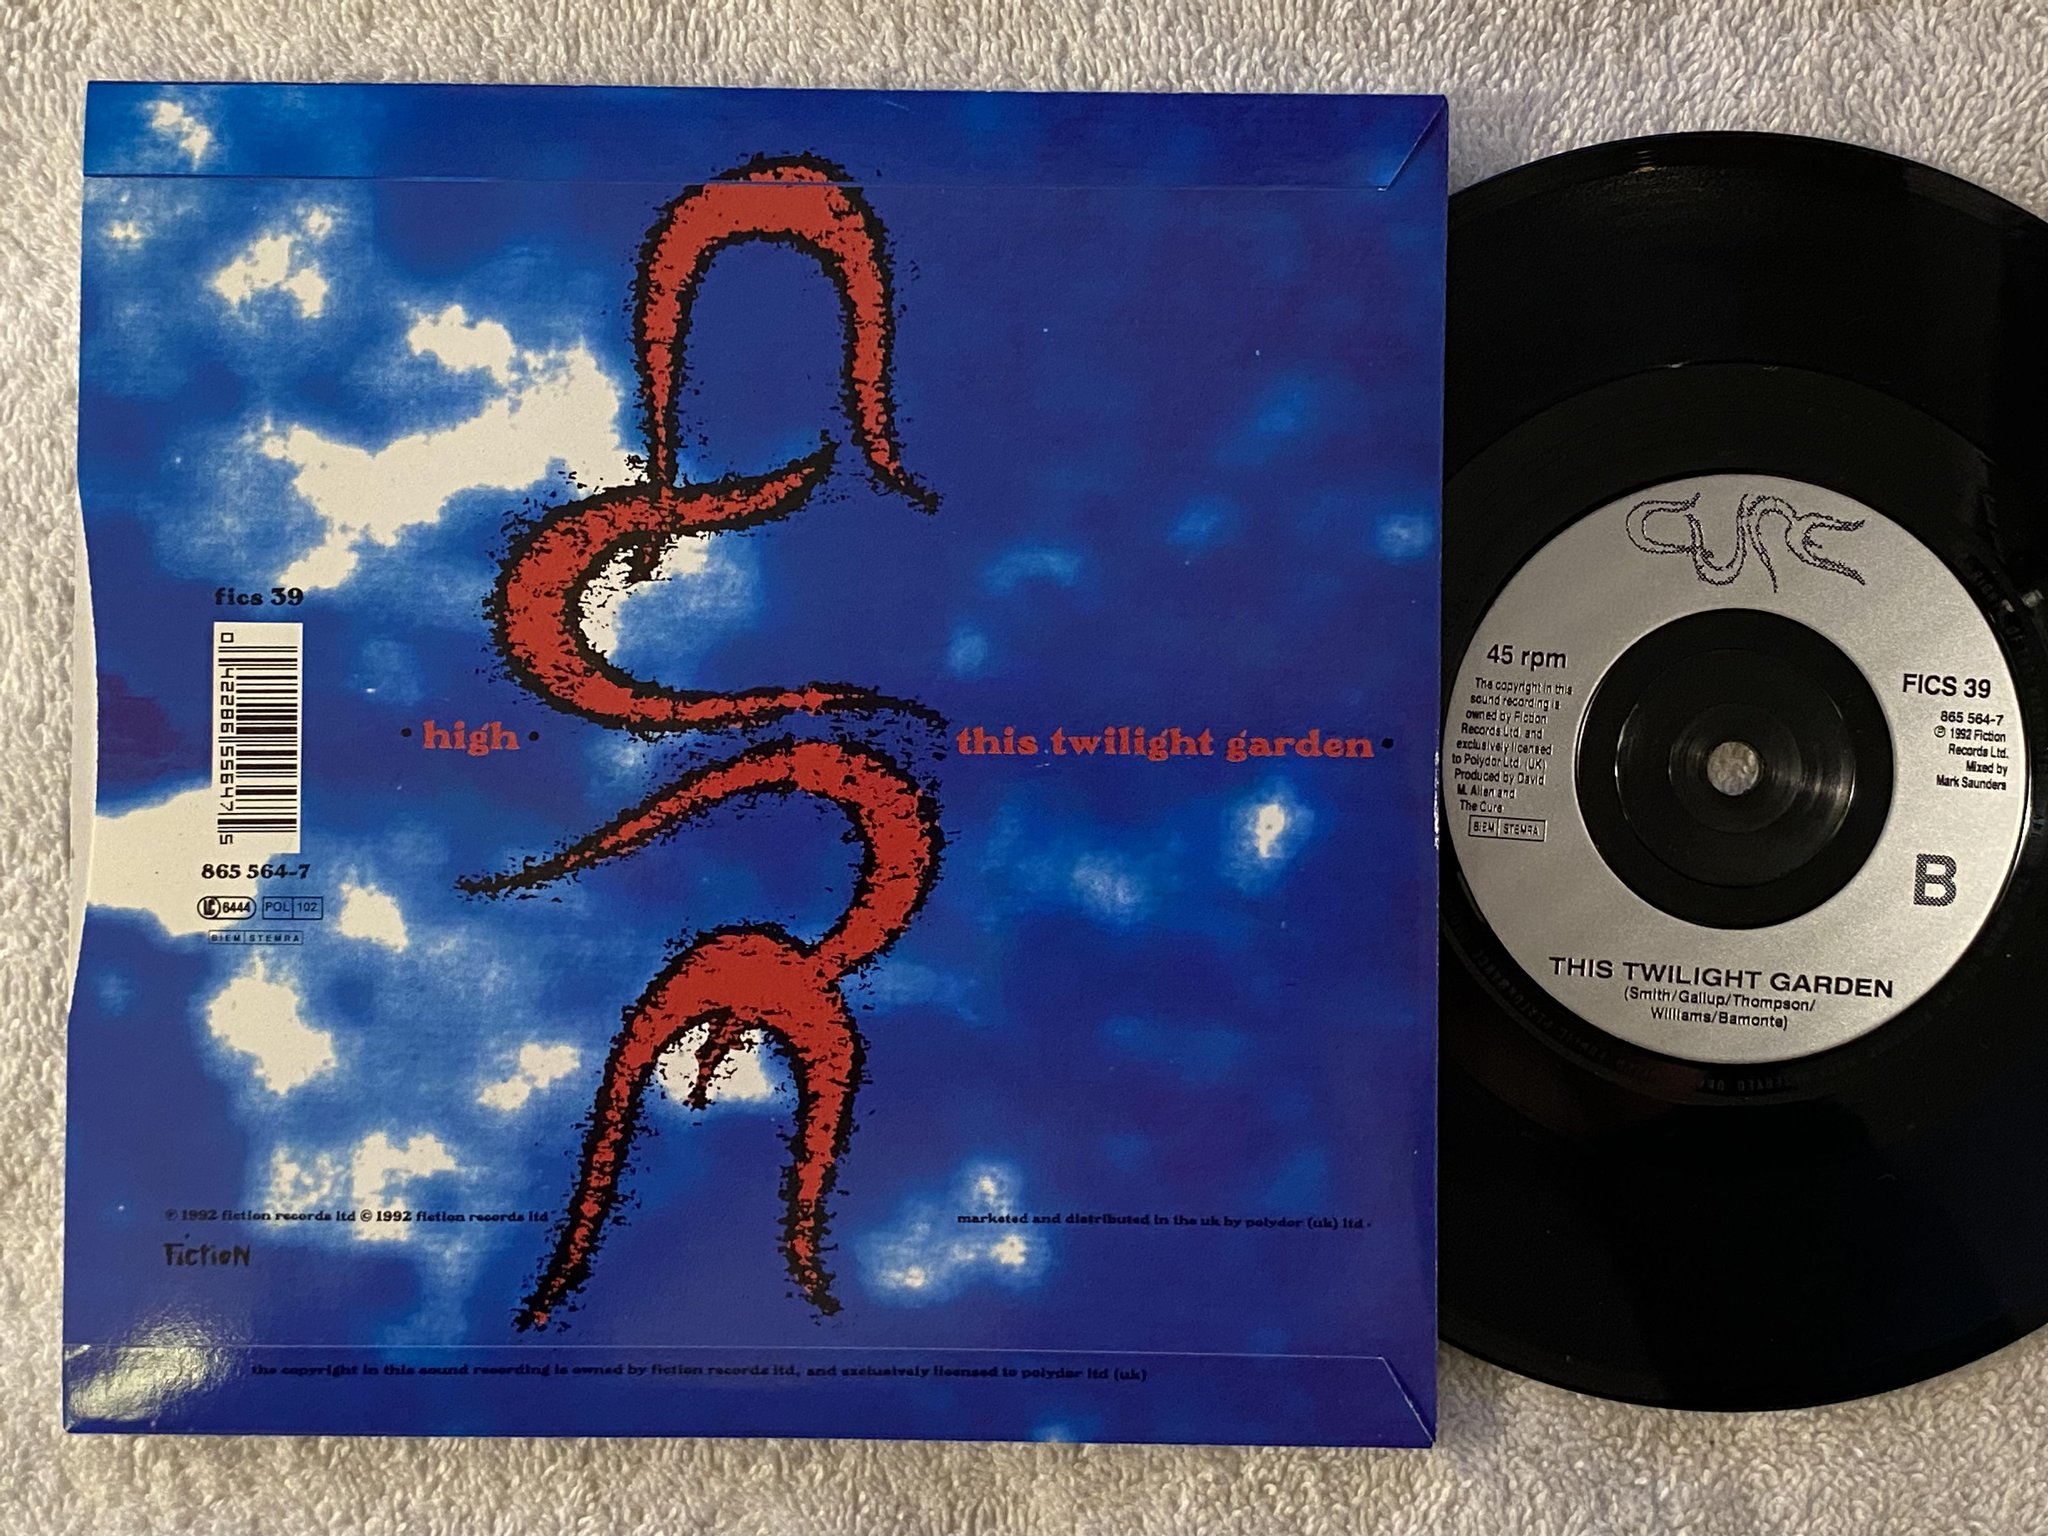 fics 39
0 42286 55647 5
865 564-7
LC 6444 POL 102
BIEM STEMRA
• high •
this twilight garden •
℗ 1992 fiction records ltd © 1992 fiction records ltd
Fiction
marketed and distributed in the uk by polydor (uk) ltd •
the copyright in this sound recording is owned by fiction records ltd, and exclusively licensed to polydor ltd (uk)
CURE
45 rpm
The copyright in this
sound recording is
owned by Fiction
Records Ltd. and
exclusively licensed
to Polydor Ltd. (UK)
Produced by David
M. Allen and
The Cure
BIEM STEMRA
FICS 39
865 564-7
℗ 1992 Fiction
Records Ltd.
Mixed by
Mark Saunders
B
THIS TWILIGHT GARDEN
(Smith/Gallup/Thompson/
Williams/Bamonte)